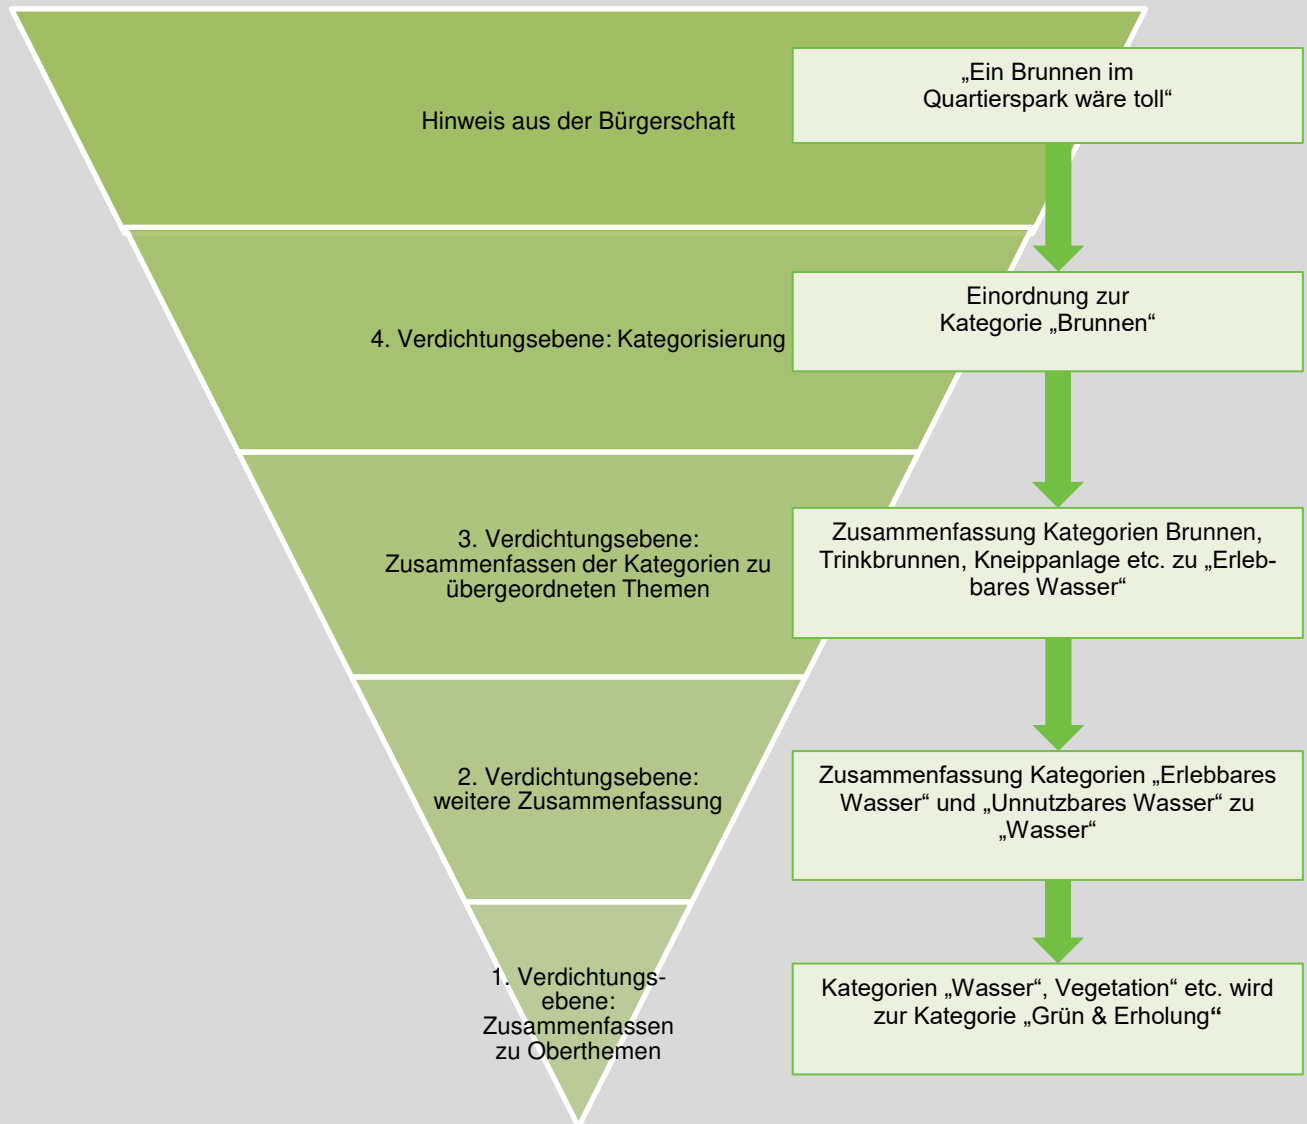 Hinweis aus der Bürgerschaft
„Ein Brunnen im
Quartierspark wäre toll“
4. Verdichtungsebene: Kategorisierung
Einordnung zur
Kategorie „Brunnen“
3. Verdichtungsebene:
Zusammenfassen der Kategorien zu
übergeordneten Themen
Zusammenfassung Kategorien Brunnen,
Trinkbrunnen, Kneippanlage etc. zu „Erleb-
bares Wasser“
2. Verdichtungsebene:
weitere Zusammenfassung
Zusammenfassung Kategorien „Erlebbares
Wasser“ und „Unnutzbares Wasser“ zu
„Wasser“
1. Verdichtungs-
ebene:
Zusammenfassen
zu Oberthemen
Kategorien „Wasser“, Vegetation“ etc. wird
zur Kategorie „Grün & Erholung“